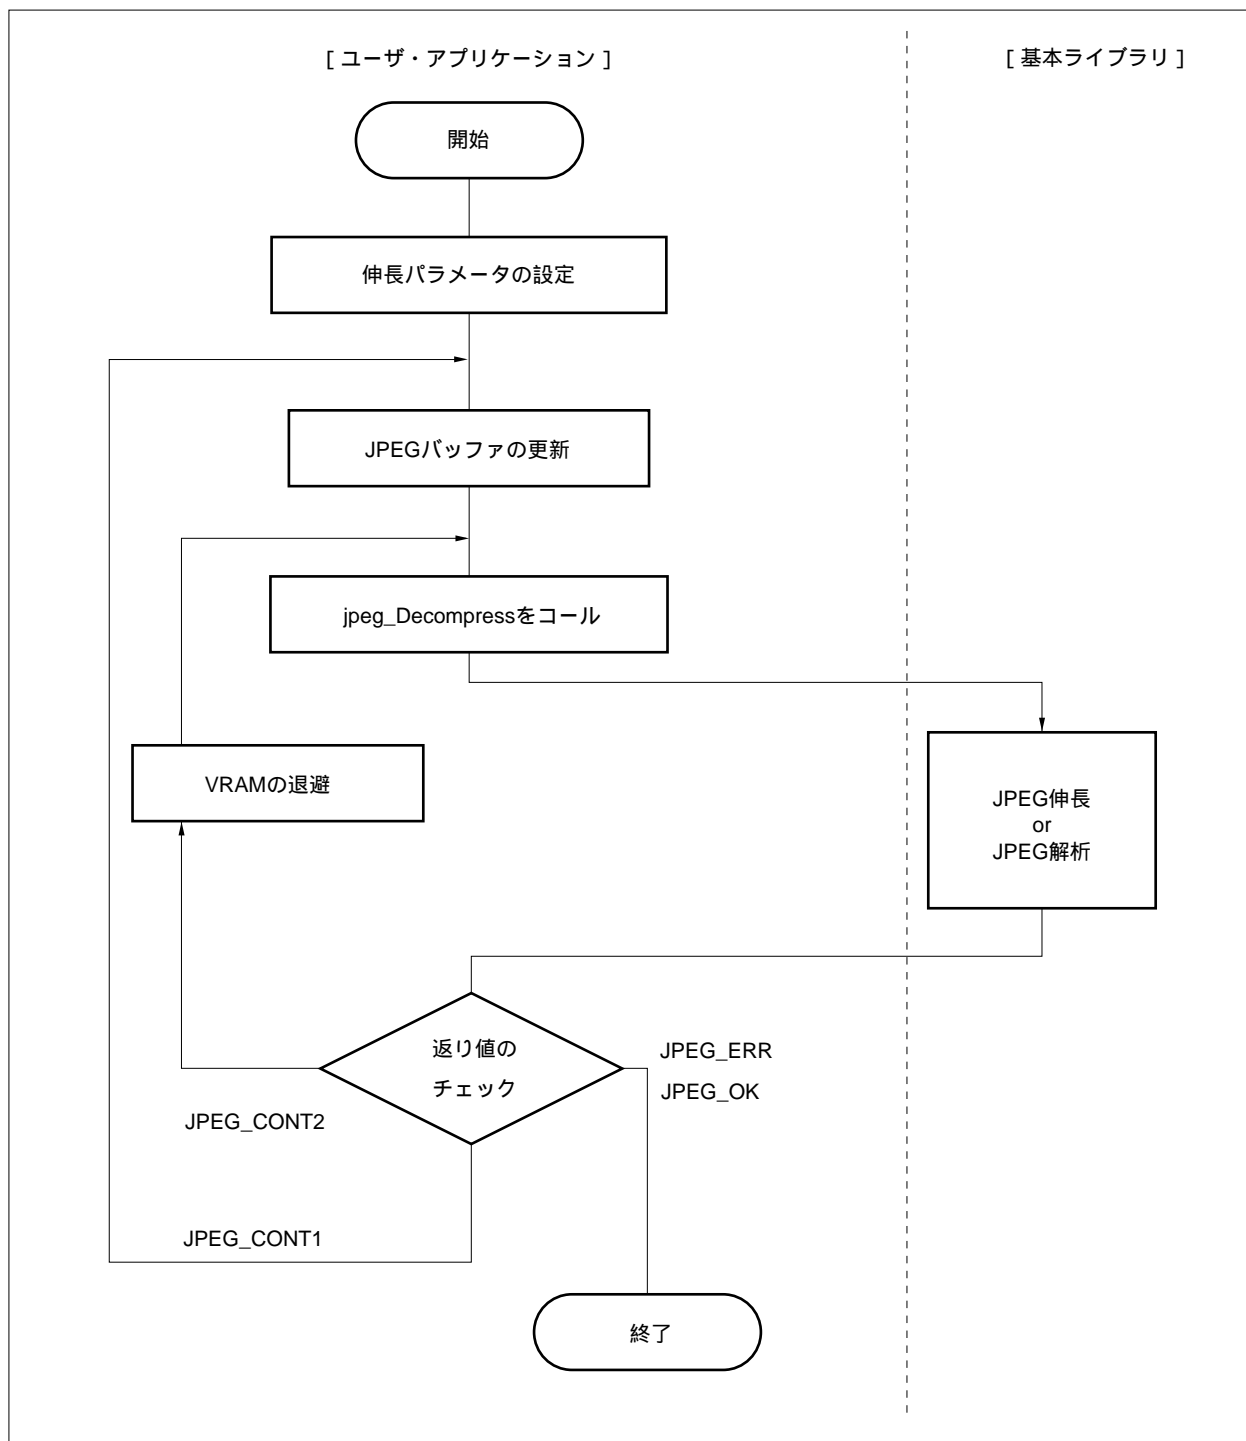 [ ユーザ・アプリケーション ]
[ 基本ライブラリ ]
開始
伸長パラメータの設定
JPEGバッファの更新
jpeg_Decompressをコール
VRAMの退避
JPEG伸長
or
JPEG解析
返り値の
チェック
JPEG_ERR
JPEG_OK
JPEG_CONT2
JPEG_CONT1
終了